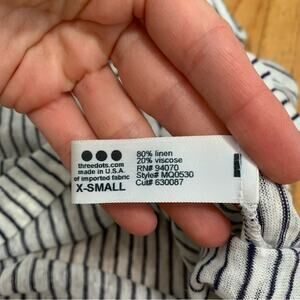 threedots.com
made in U.S.A.
of imported fabric
X-SMALL
80% linen
20% viscose
RN# 94070
Style# MQ0530
Cut# 630087